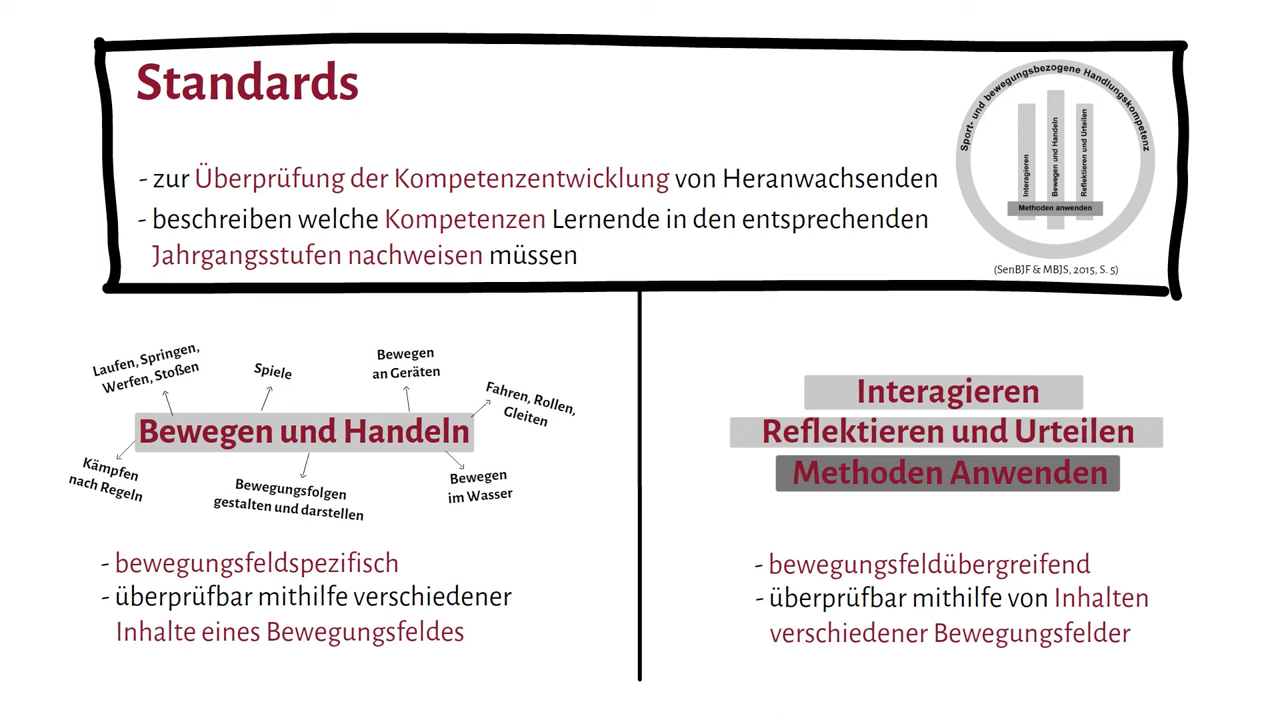 Standards
- zur Überprüfung der Kompetenzentwicklung von Heranwachsenden
- beschreiben welche Kompetenzen Lernende in den entsprechenden
Jahrgangsstufen nachweisen müssen
Sport- und bewegungsbezogene Handlungskompetenz
Interagieren
Bewegen und Handeln
Reflektieren und Urteilen
Methoden anwenden
(SenBJF & MBJS, 2015, S. 5)
Laufen, Springen,
Werfen, Stoßen
Spiele
Bewegen
an Geräten
Fahren, Rollen,
Gleiten
Bewegen und Handeln
Kämpfen
nach Regeln
Bewegungsfolgen
gestalten und darstellen
Bewegen
im Wasser
- bewegungsfeldspezifisch
- überprüfbar mithilfe verschiedener
Inhalte eines Bewegungsfeldes
Interagieren
Reflektieren und Urteilen
Methoden Anwenden
- bewegungsfeldübergreifend
- überprüfbar mithilfe von Inhalten
verschiedener Bewegungsfelder